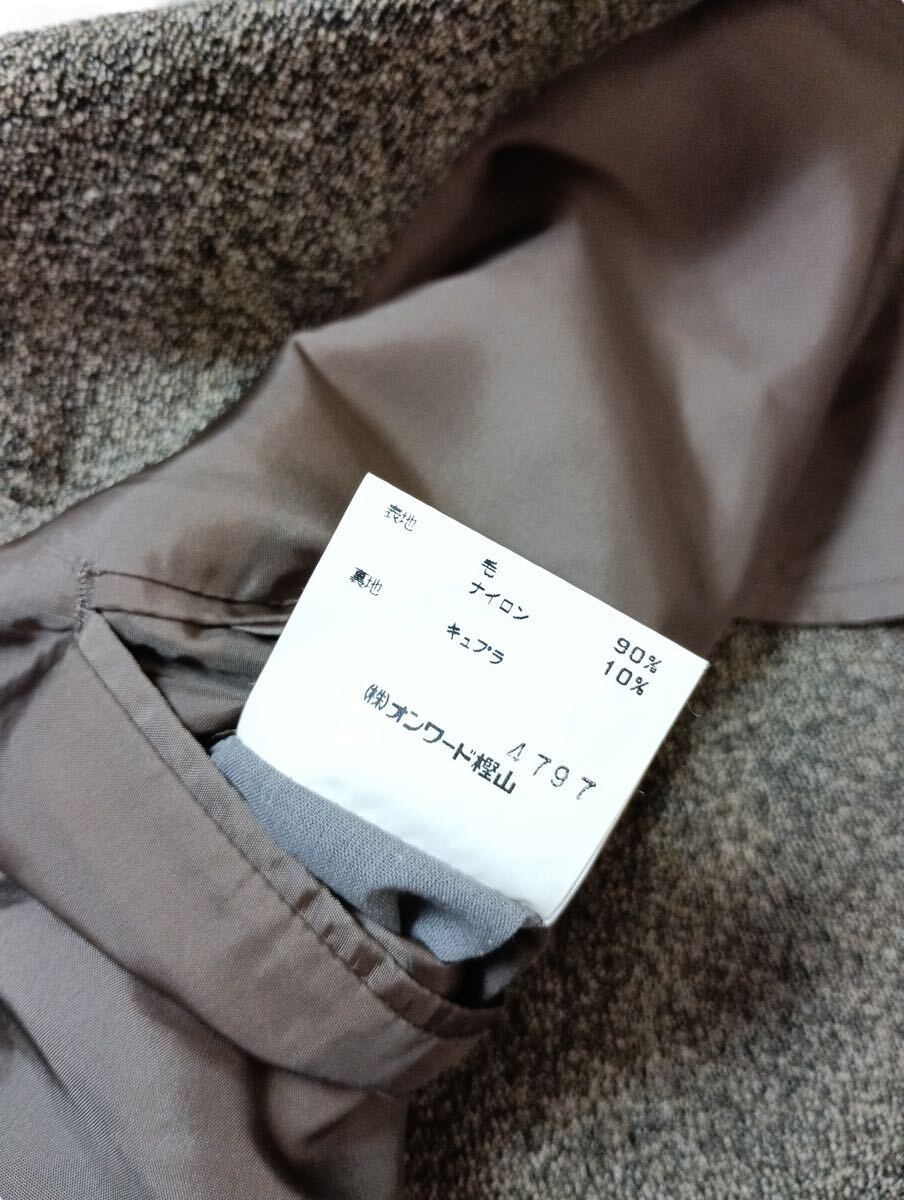 表地
毛 90%
ナイロン 10%
裏地
キュプラ
4797
(株)オンワード樫山